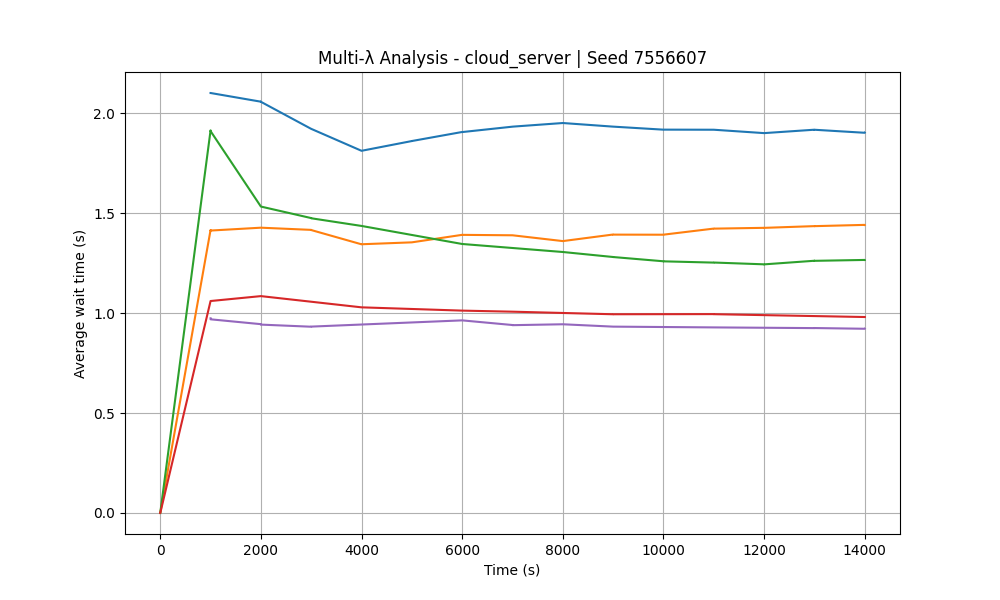 Multi-λ Analysis - cloud_server | Seed 7556607
Average wait time (s)
2.0
1.5
1.0
0.5
0.0
0 2000 4000 6000 8000 10000 12000 14000
Time (s)